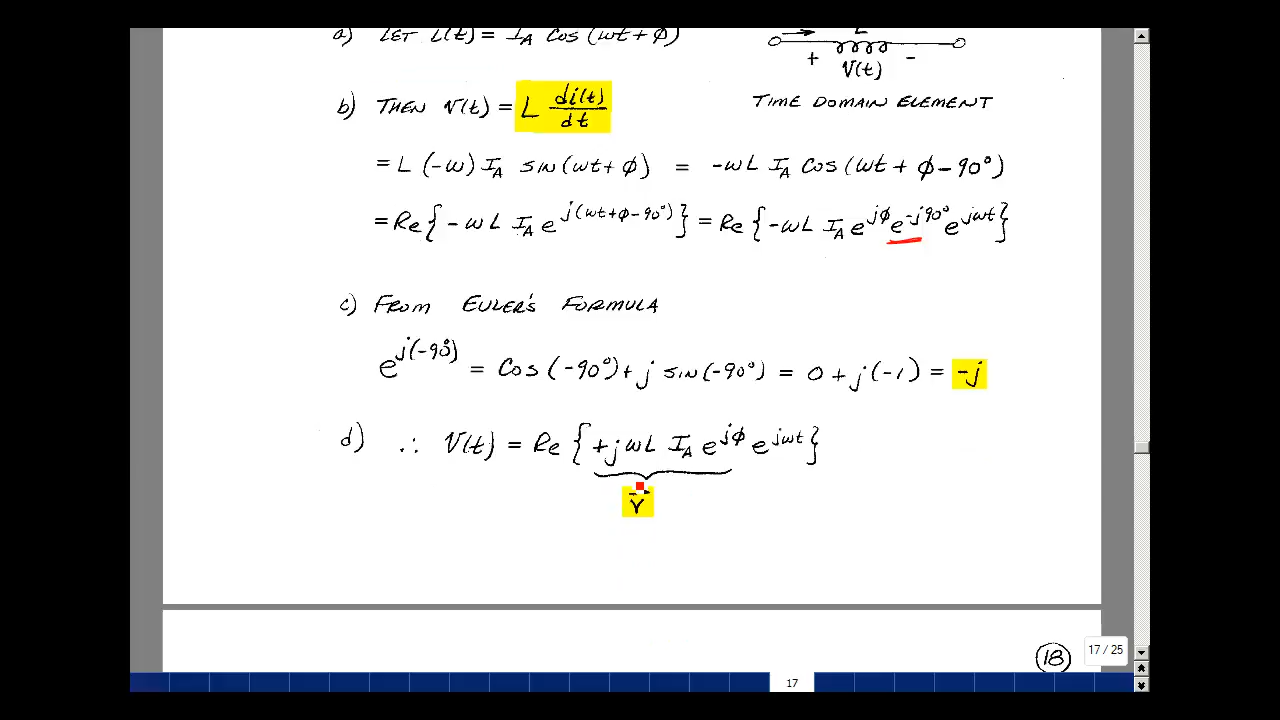 a) LET i(t) = I_A COS (ωt + φ)
L
+ V(t) -
b) THEN V(t) = L di(t)/dt
TIME DOMAIN ELEMENT
= L (-ω) I_A sin(ωt + φ) = -ωL I_A COS (ωt + φ - 90°)
= Re { -ωL I_A e^{j(ωt+φ-90°)} } = Re { -ωL I_A e^{jφ} e^{-j90°} e^{jωt} }
c) FROM EULER'S FORMULA
e^{j(-90°)} = COS (-90°) + j sin (-90°) = 0 + j(-1) = -j
d) ∴ V(t) = Re { +jωL I_A e^{jφ} e^{jωt} }
V
18
17 / 25
17